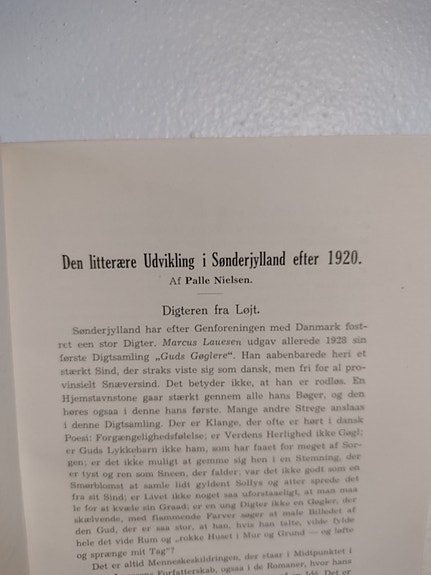 Den litterære Udvikling i Sønderjylland efter 1920.
Af Palle Nielsen.
Digteren fra Løjt.
Sønderjylland har efter Genforeningen med Danmark fost-
ret een stor Digter, Marcus Lauesen udgav allerede 1928 sin
første Digtsamling „Guds Gøglere". Han aabenbarede heri et
stærkt Sind, der straks viste sig som dansk, men fri for al pro-
vinsielt Snæversind. Det betyder ikke, at han er rodløs. En
Hjemstavnstone gaar stærkt gennem alle hans Bøger, og den
høres ogsaa i denne hans første. Mange andre Strege anslaas
i denne Digtsamling. Der er Klange, der ofte er hørt i dansk
Poesi: Forgængelighedsfølelse; er Verdens Herlighed ikke Gøgl;
er Guds Lykkebarn ikke ham, som har faaet for meget af Sor-
gen; er det ikke muligt at gemme sig hen i en Stemning, der
er tyst og ren som Sneen, der falder; var det ikke godt som en
Smørblomst at samle lidt gyldent Sollys og atter sprede det
fra sit Sind; er Livet ikke noget saa uforstaaeligt, at man maa
le for at kvæle sin Graad; er en ung Digter ikke en Gøgler, der
skælvende, med flammende Farver søger at male Billedet af
den Gud, der er saa stor, at han, hvis han talte, vilde fylde
hele det vide Rum og „rokke Huset i Mur og Grund — og løfte
og sprænge mit Tag"?
Det er altid Menneskeskildringen, der staar i Midtpunktet i
Forfatterskab, ogsaa i de Romaner, hvor hans